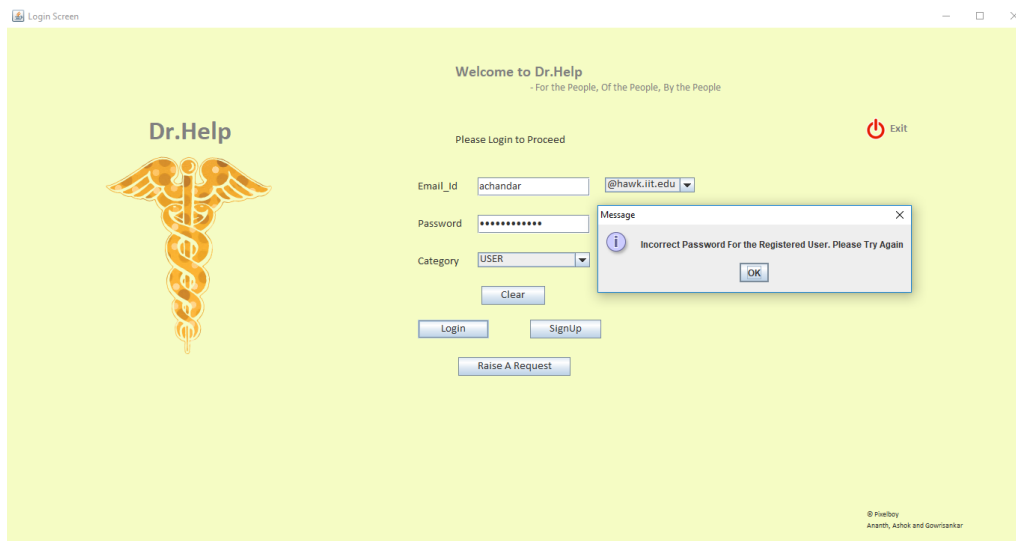 Login Screen
Welcome to Dr.Help
- For the People, Of the People, By the People
Dr.Help
Exit
Please Login to Proceed
Email_Id achandar @hawk.iit.edu
Password ••••••••••••
Message
Incorrect Password For the Registered User. Please Try Again
OK
Category USER
Clear
Login SignUp
Raise A Request
© Pixelboy
Ananth, Ashok and Gowrisankar